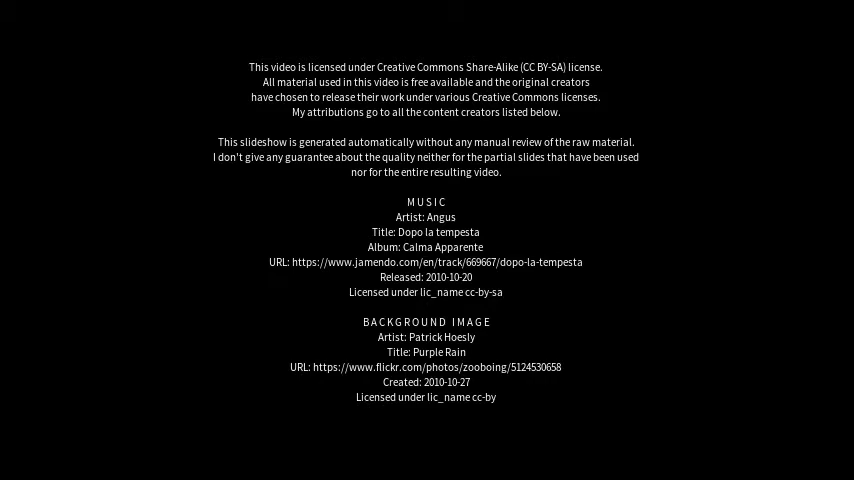 This video is licensed under Creative Commons Share-Alike (CC BY-SA) license.
All material used in this video is free available and the original creators
have chosen to release their work under various Creative Commons licenses.
My attributions go to all the content creators listed below.
This slideshow is generated automatically without any manual review of the raw material.
I don't give any guarantee about the quality neither for the partial slides that have been used
nor for the entire resulting video.
M U S I C
Artist: Angus
Title: Dopo la tempesta
Album: Calma Apparente
URL: https://www.jamendo.com/en/track/669667/dopo-la-tempesta
Released: 2010-10-20
Licensed under lic_name cc-by-sa
B A C K G R O U N D   I M A G E
Artist: Patrick Hoesly
Title: Purple Rain
URL: https://www.flickr.com/photos/zooboing/5124530658
Created: 2010-10-27
Licensed under lic_name cc-by